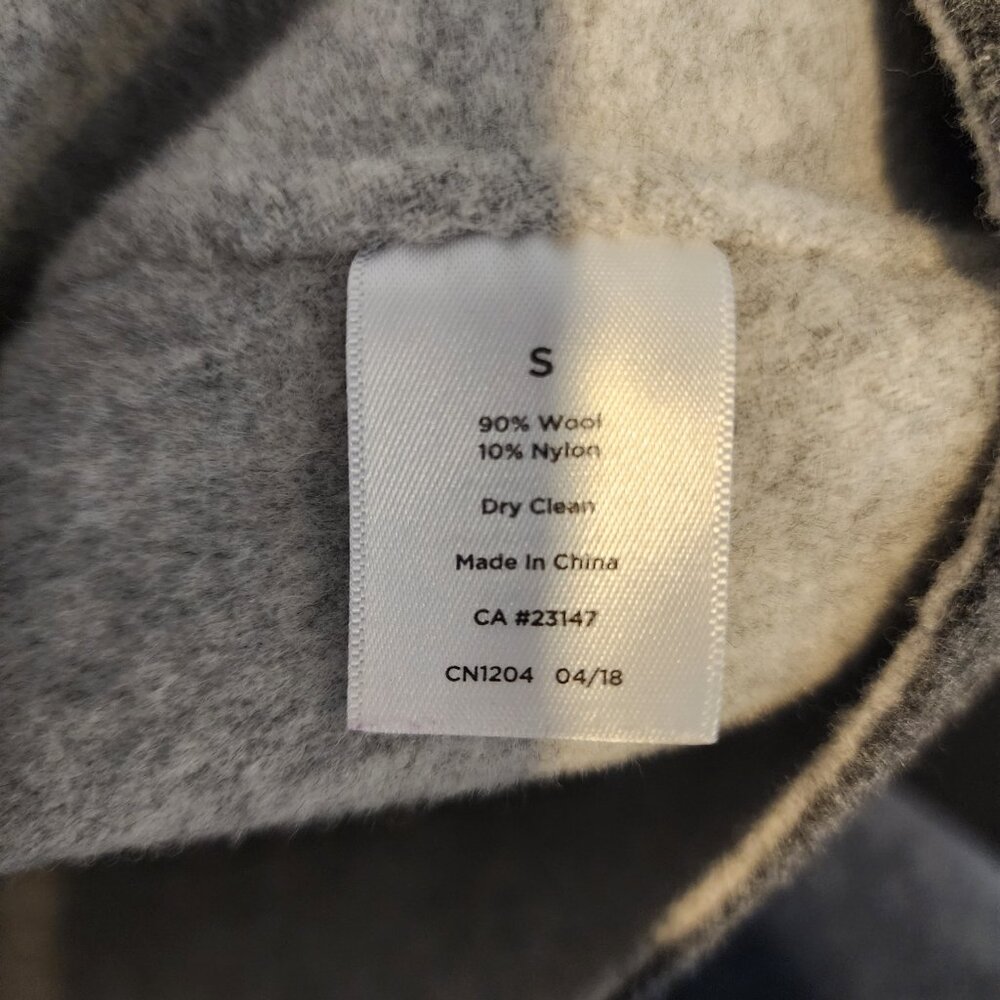 S
90% Wool
10% Nylon
Dry Clean
Made In China
CA #23147
CN1204 04/18